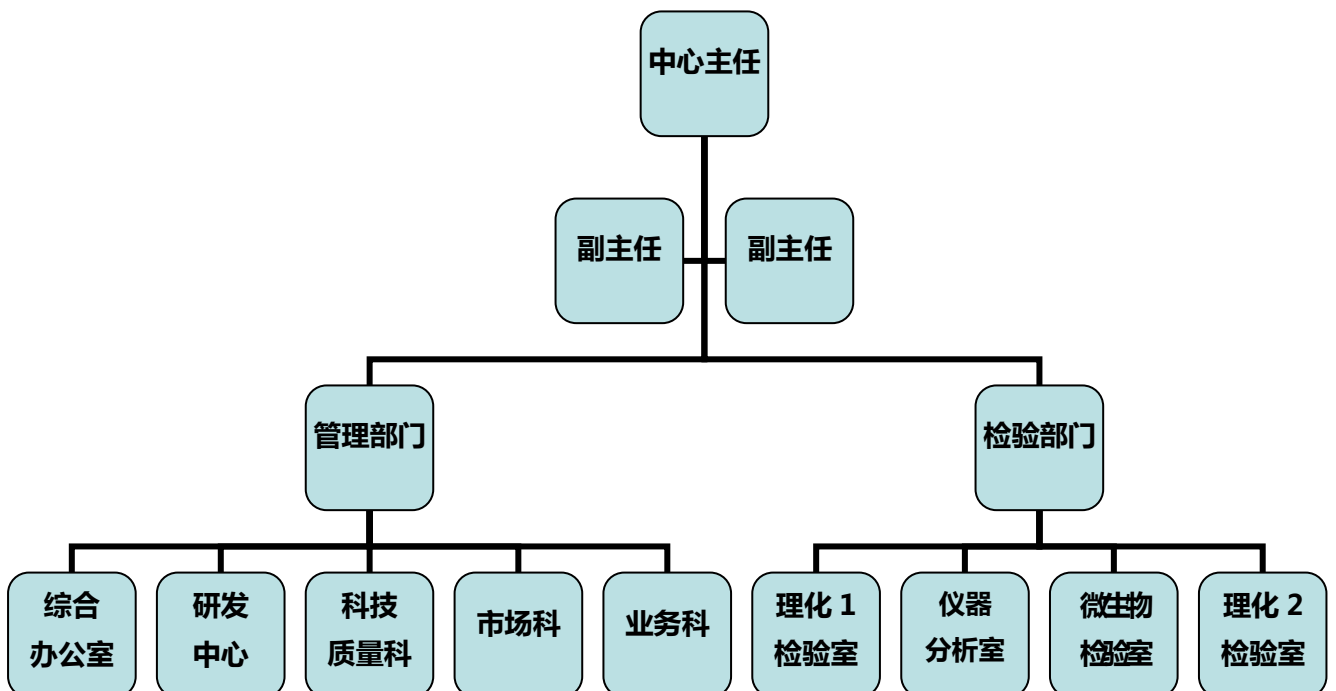 中心主任
副主任
副主任
管理部门
检验部门
综合
办公室
研发
中心
科技
质量科
市场科
业务科
理化 1
检验室
仪器
分析室
微生物
检验室
理化 2
检验室